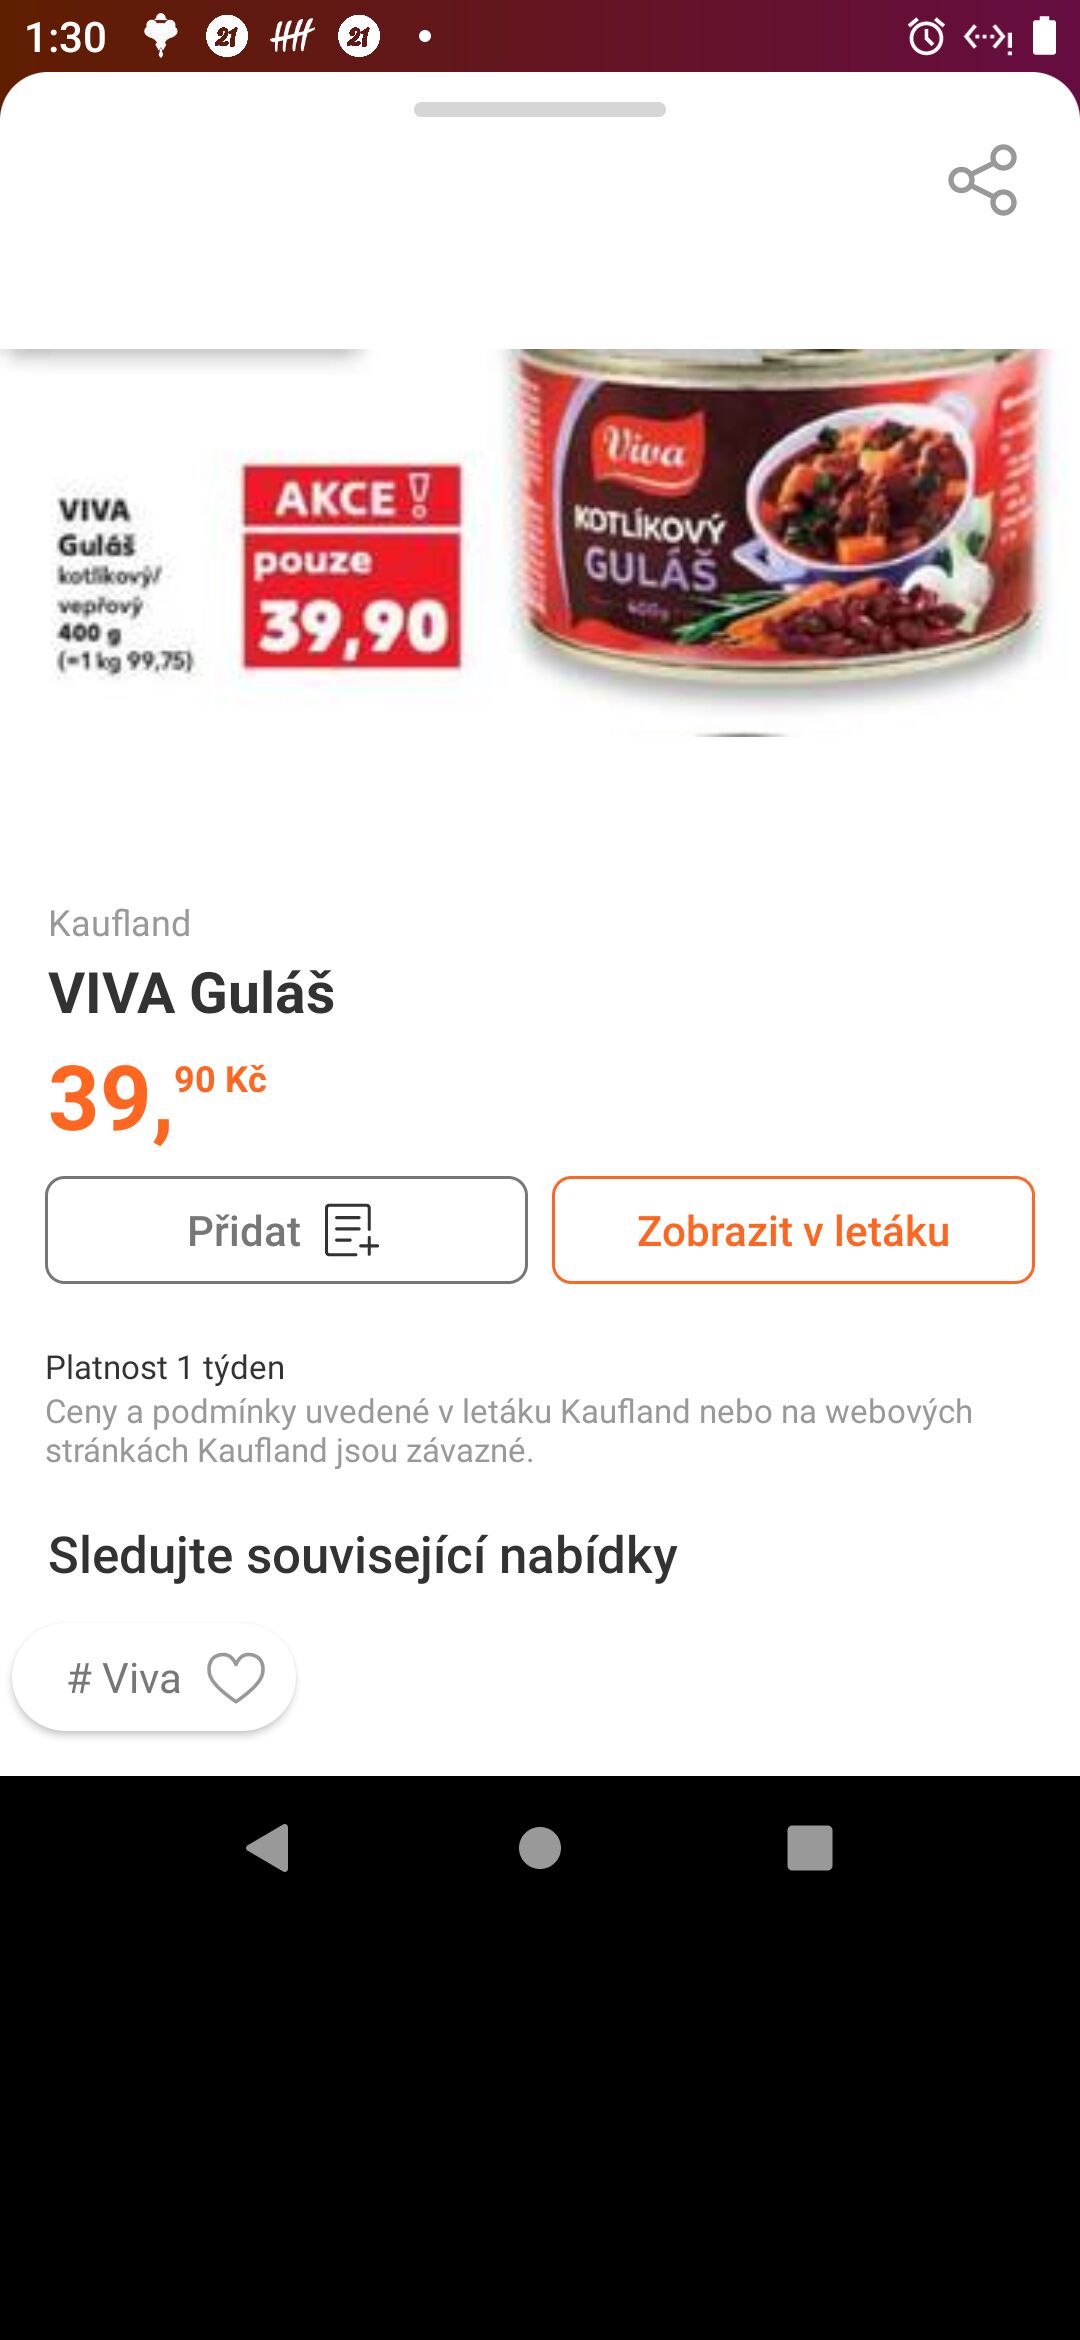 1:30
21
21
VIVA
Guláš
kotlíkový/
vepřový
400 g
(=1 kg 99,75)
AKCE !
pouze
39,90
Viva
KOTLÍKOVÝ
GULÁŠ
400g
Kaufland
VIVA Guláš
39,90 Kč
Přidat
Zobrazit v letáku
Platnost 1 týden
Ceny a podmínky uvedené v letáku Kaufland nebo na webových
stránkách Kaufland jsou závazné.
Sledujte související nabídky
# Viva